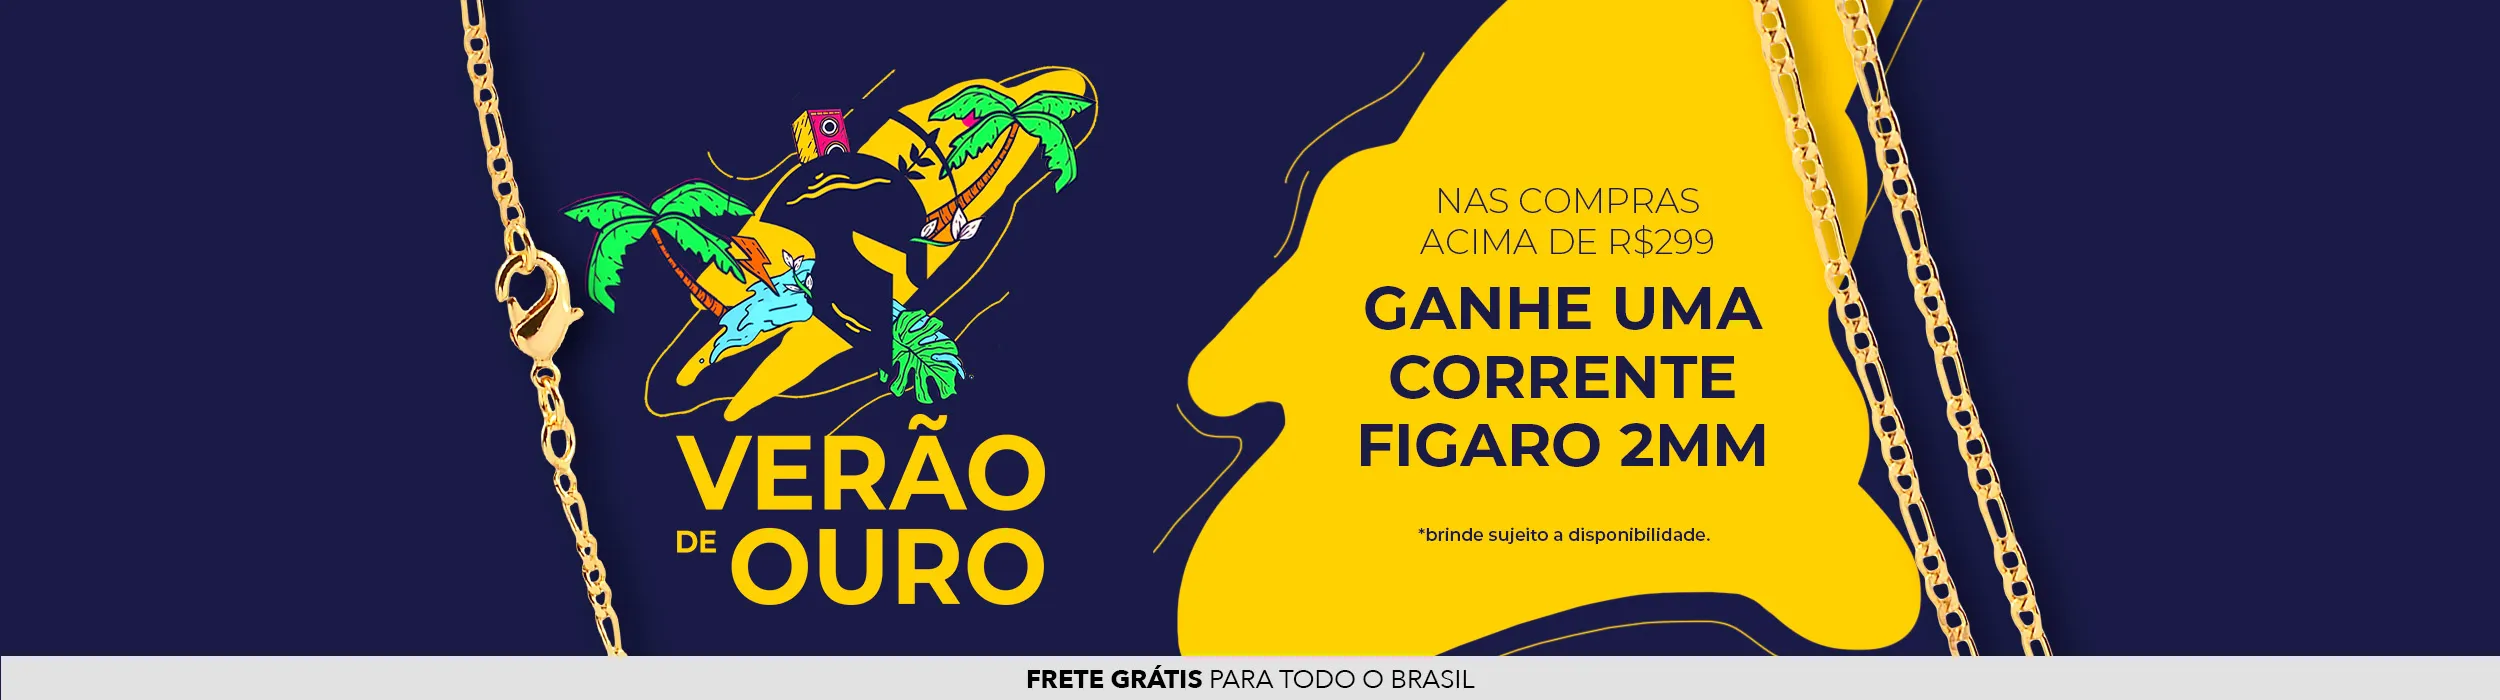 VERÃO
DE OURO
NAS COMPRAS
ACIMA DE R$299
GANHE UMA
CORRENTE
FIGARO 2MM
*brinde sujeito a disponibilidade.
FRETE GRÁTIS PARA TODO O BRASIL